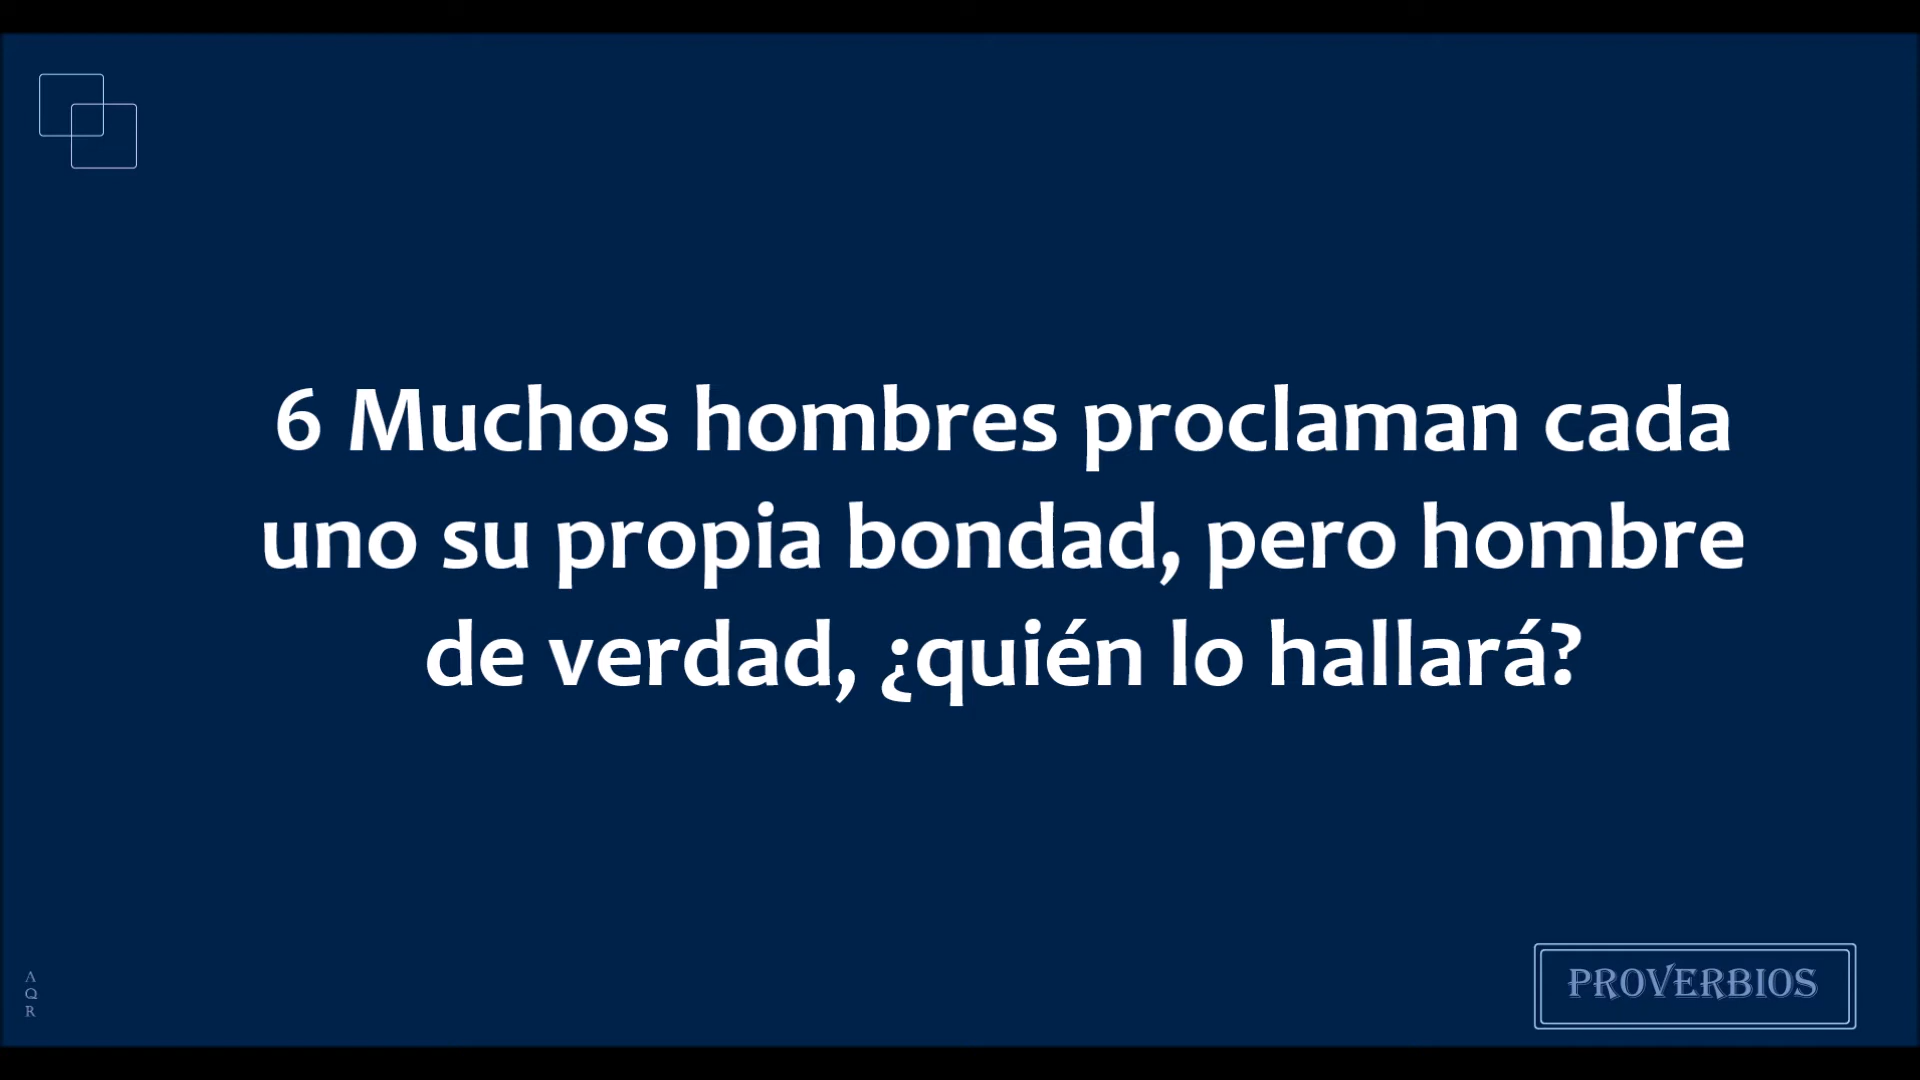 6 Muchos hombres proclaman cada
uno su propia bondad, pero hombre
de verdad, ¿quién lo hallará?
A
Q
R
PROVERBIOS